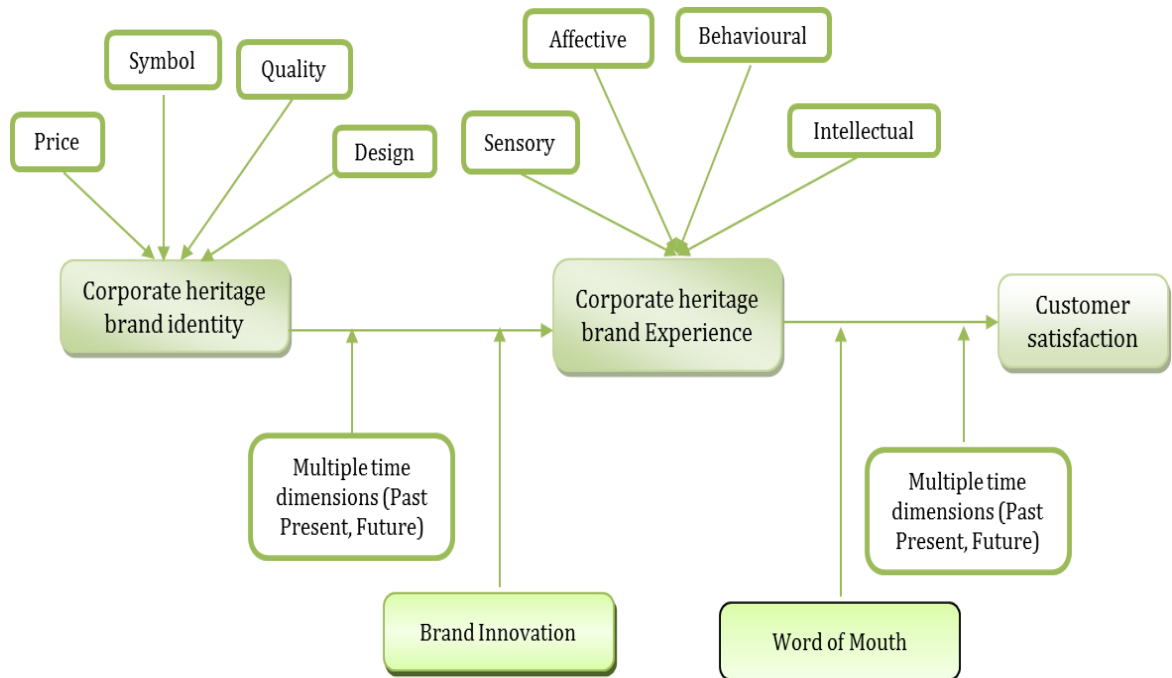 Affective
Behavioural
Symbol
Quality
Price
Design
Sensory
Intellectual
Corporate heritage
brand identity
Corporate heritage
brand Experience
Customer
satisfaction
Multiple time
dimensions (Past
Present, Future)
Multiple time
dimensions (Past
Present, Future)
Brand Innovation
Word of Mouth